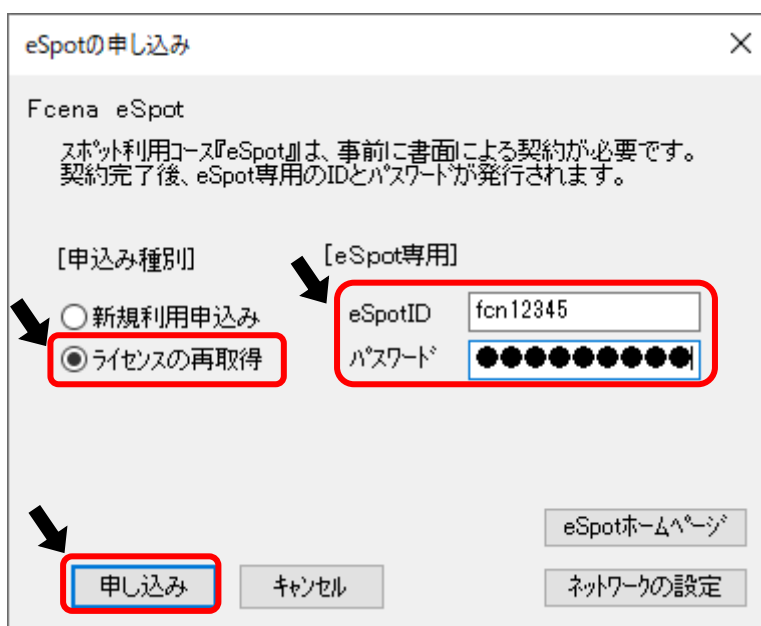 eSpotの申し込み
Fcena eSpot
ｽﾎﾟｯﾄ利用ｺｰｽ『eSpot』は、事前に書面による契約が必要です。
契約完了後、eSpot専用のIDとﾊﾟｽﾜｰﾄﾞが発行されます。
[申込み種別]
[eSpot専用]
新規利用申込み
eSpotID
fcn12345
ﾗｲｾﾝｽの再取得
ﾊﾟｽﾜｰﾄﾞ
●●●●●●●●●
eSpotﾎｰﾑﾍﾟｰｼﾞ
申し込み
ｷｬﾝｾﾙ
ﾈｯﾄﾜｰｸの設定